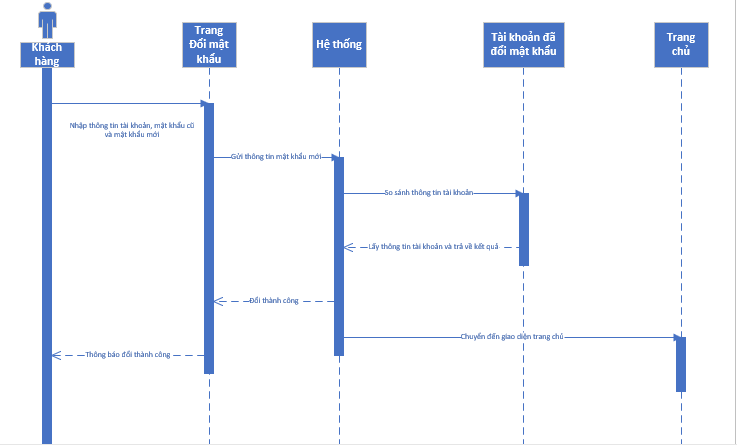 Khách
hàng
Trang
Đổi mật
khẩu
Hệ thống
Tài khoản đã
đổi mật khẩu
Trang
chủ
Nhập thông tin tài khoản, mật khẩu cũ
và mật khẩu mới
Gửi thông tin mật khẩu mới
So sánh thông tin tài khoản
Lấy thông tin tài khoản và trả về kết quả
Đổi thành công
Chuyển đến giao diện trang chủ
Thông báo đổi thành công